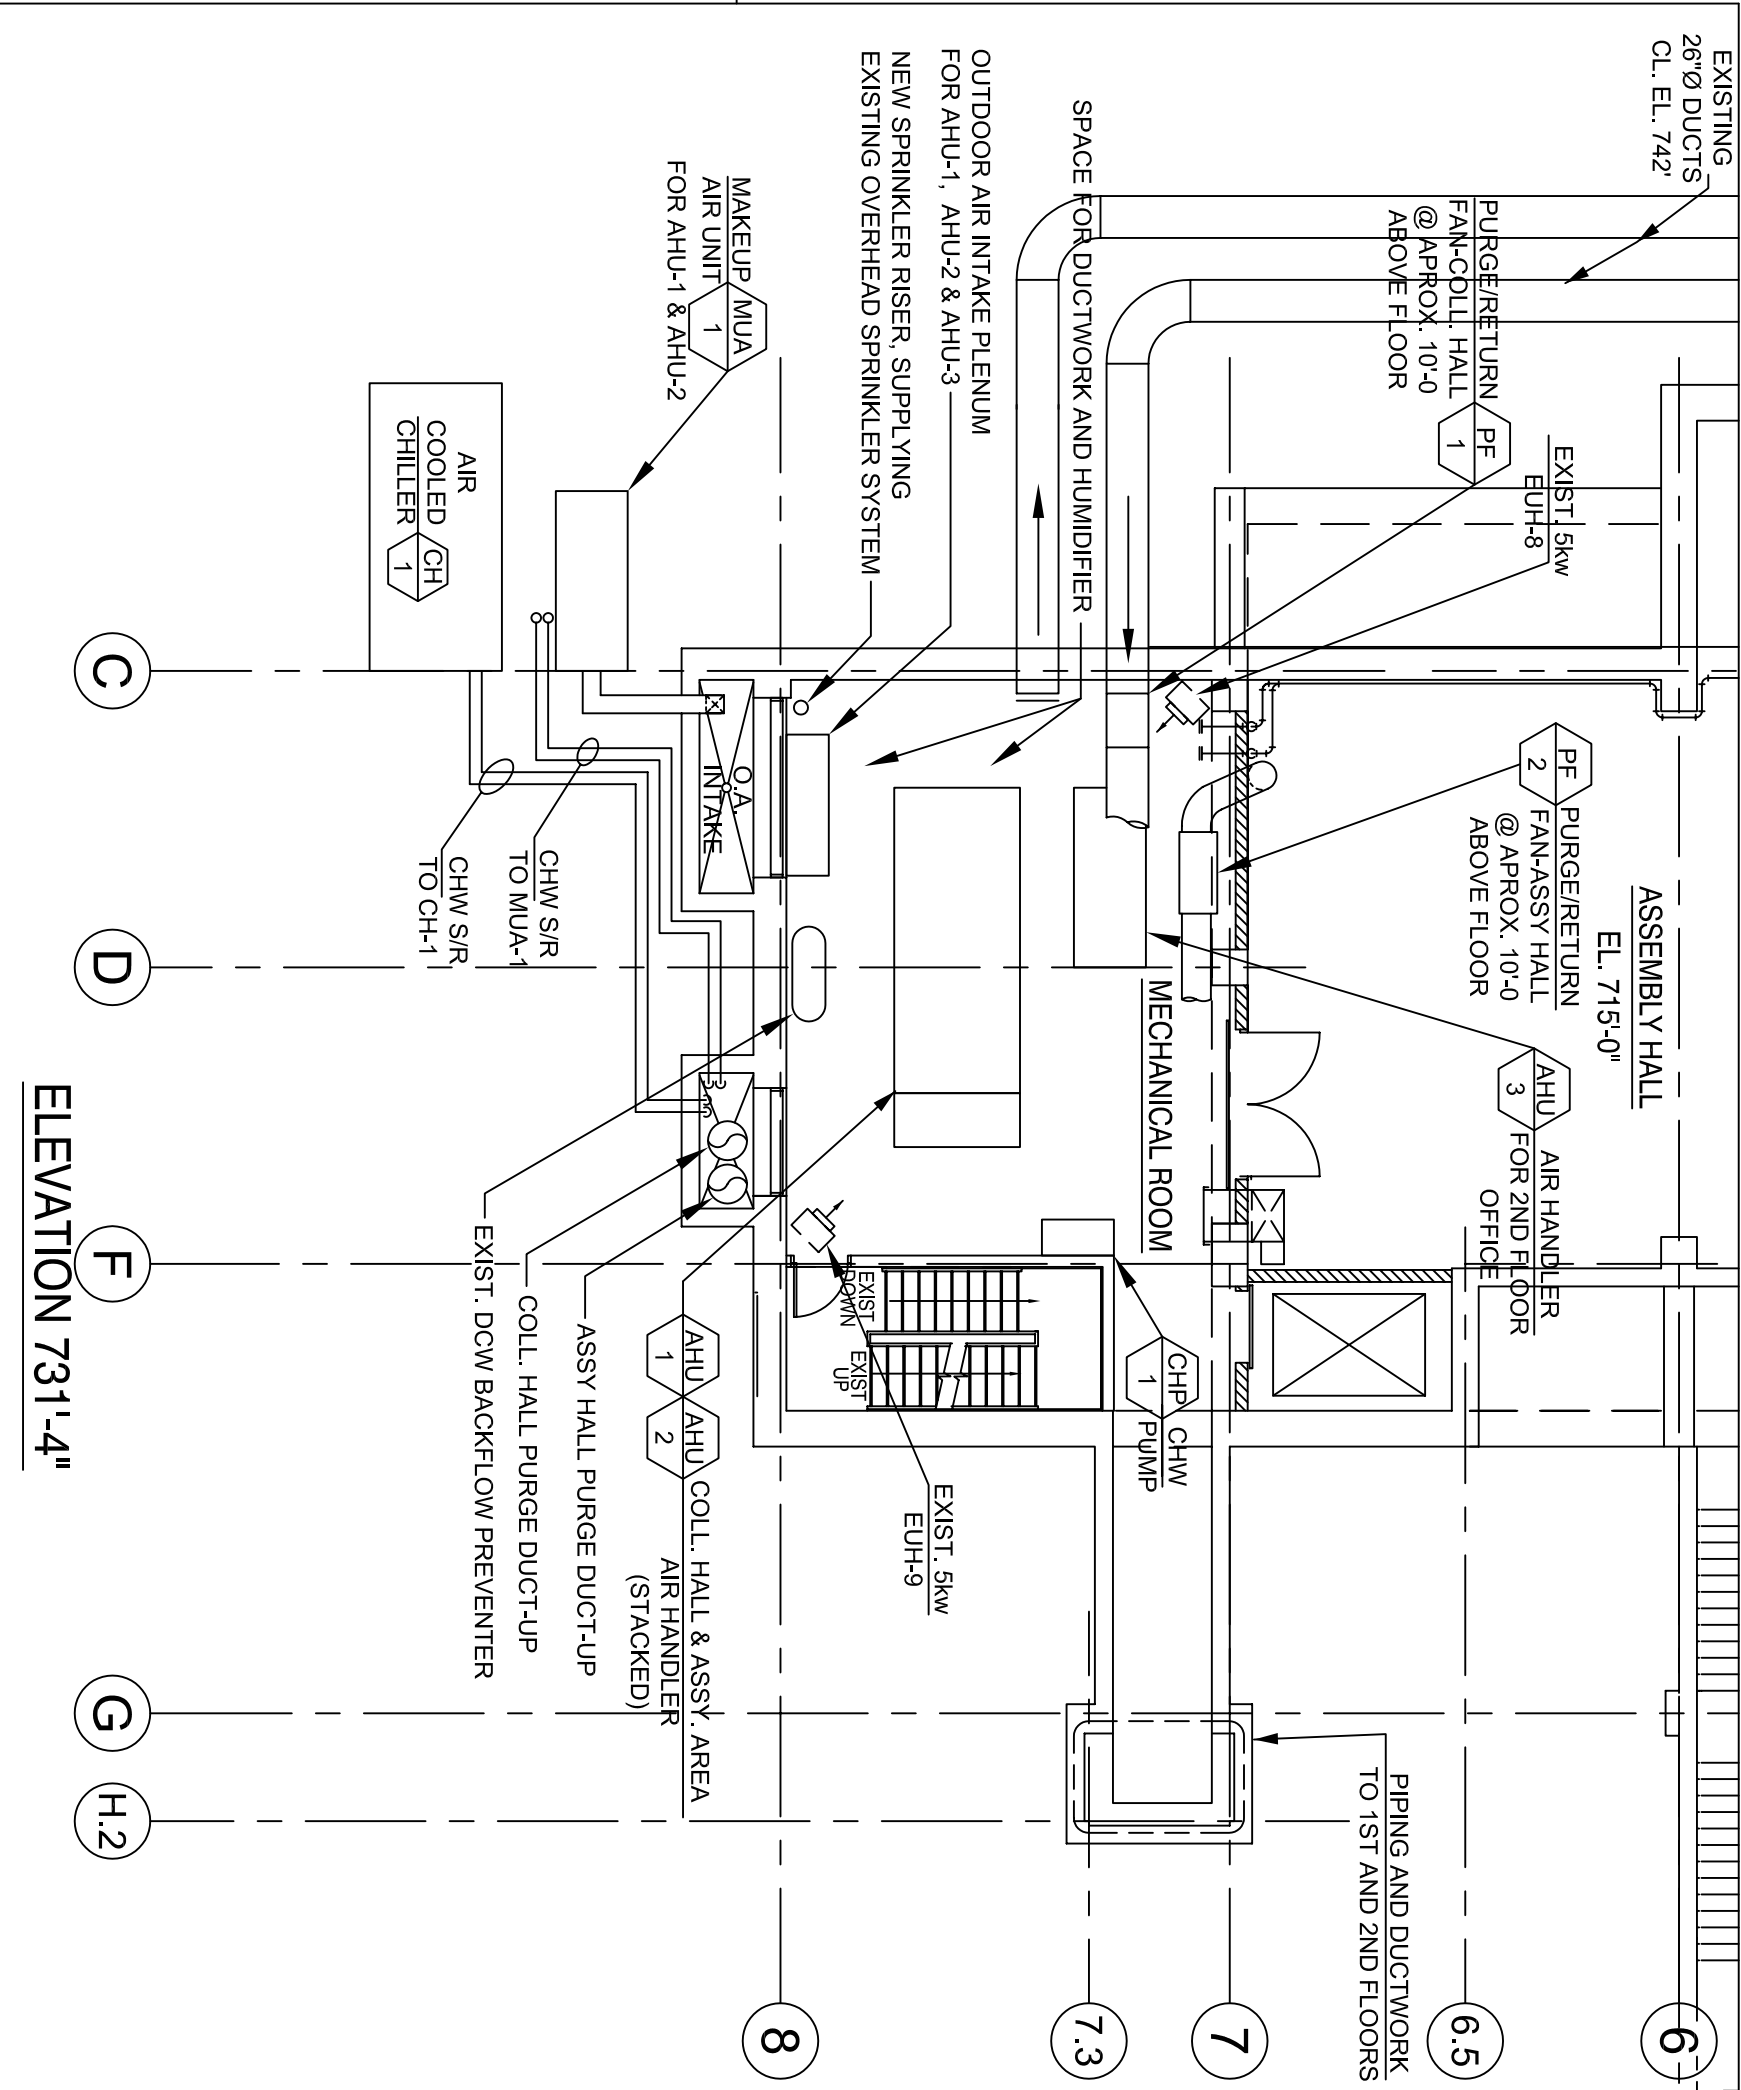 EXISTING
26"Ø DUCTS
CL. EL. 742'
PURGE/RETURN
FAN-COLL. HALL
@ APROX. 10'-0
ABOVE FLOOR
PF
1
EXIST. 5kw
EUH-8
SPACE FOR DUCTWORK AND HUMIDIFIER
OUTDOOR AIR INTAKE PLENUM
FOR AHU-1, AHU-2 & AHU-3
NEW SPRINKLER RISER, SUPPLYING
EXISTING OVERHEAD SPRINKLER SYSTEM
MAKEUP
AIR UNIT
FOR AHU-1 & AHU-2
MUA
1
AIR
COOLED
CHILLER
CH
1
ASSEMBLY HALL
EL. 715'-0"
PF
2
PURGE/RETURN
FAN-ASSY HALL
@ APROX. 10'-0
ABOVE FLOOR
AHU
3
AIR HANDLER
FOR 2ND FLOOR
OFFICE
MECHANICAL ROOM
O.A.
INTAKE
CHW S/R
TO MUA-1
CHW S/R
TO CH-1
EXIST
DOWN
EXIST
UP
CHP
1
CHW
PUMP
EXIST. 5kw
EUH-9
AHU
1
AHU
2
COLL. HALL & ASSY. AREA
AIR HANDLER
(STACKED)
ASSY HALL PURGE DUCT-UP
COLL. HALL PURGE DUCT-UP
EXIST. DCW BACKFLOW PREVENTER
PIPING AND DUCTWORK
TO 1ST AND 2ND FLOORS
6
6.5
7
7.3
8
C
D
F
G
H.2
ELEVATION 731'-4"